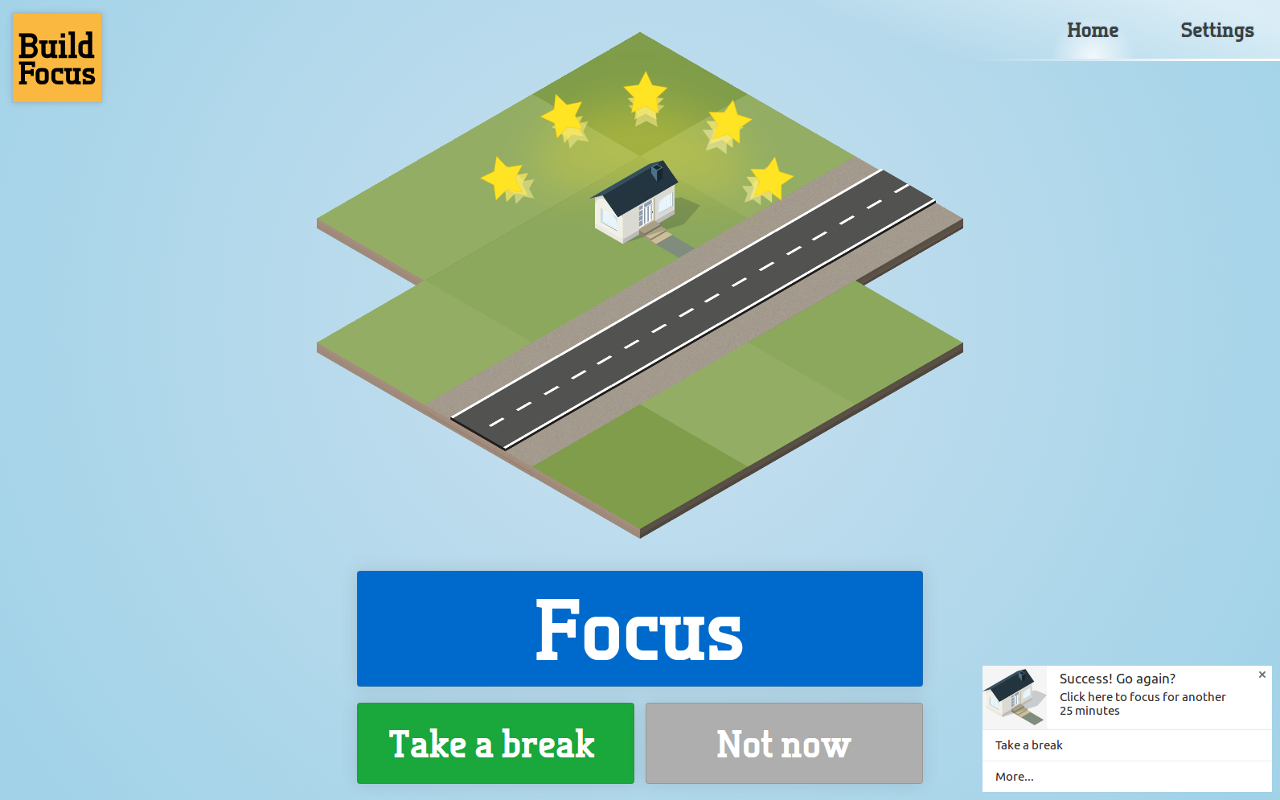 Build
Focus
Home
Settings
Focus
Take a break
Not now
Success! Go again?
Click here to focus for another
25 minutes
Take a break
More...